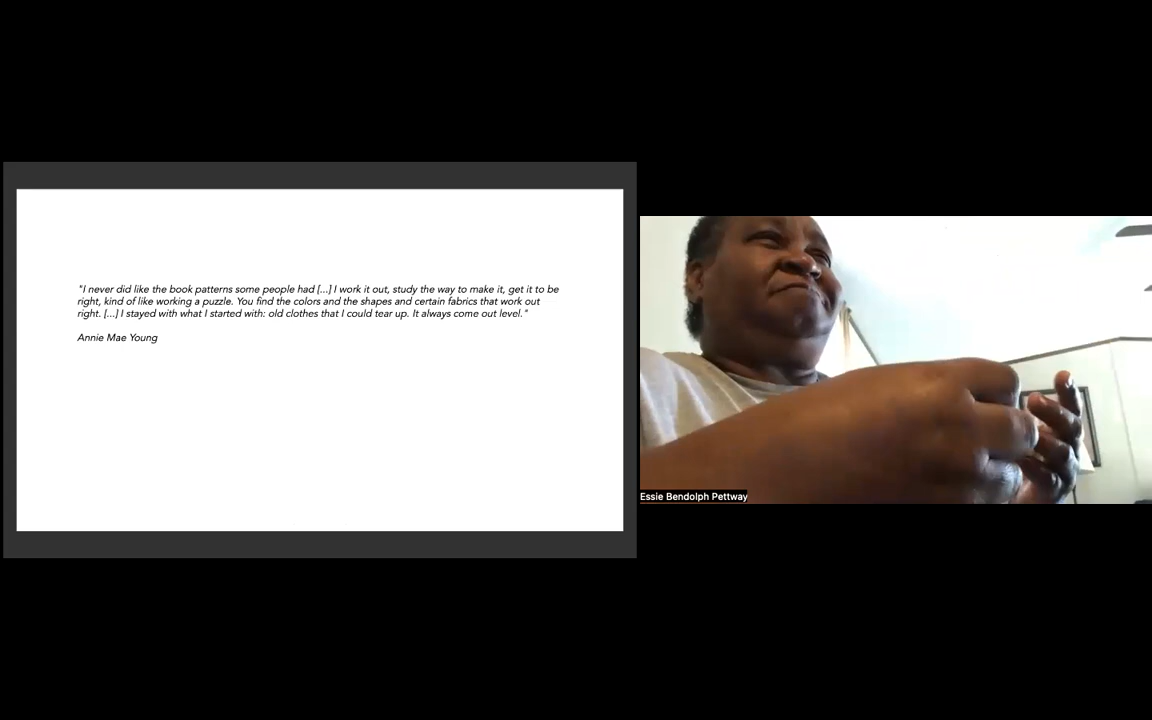 "I never did like the book patterns some people had [...] I work it out, study the way to make it, get it to be
right, kind of like working a puzzle. You find the colors and the shapes and certain fabrics that work out
right. [...] I stayed with what I started with: old clothes that I could tear up. It always come out level."
Annie Mae Young
Essie Bendolph Pettway